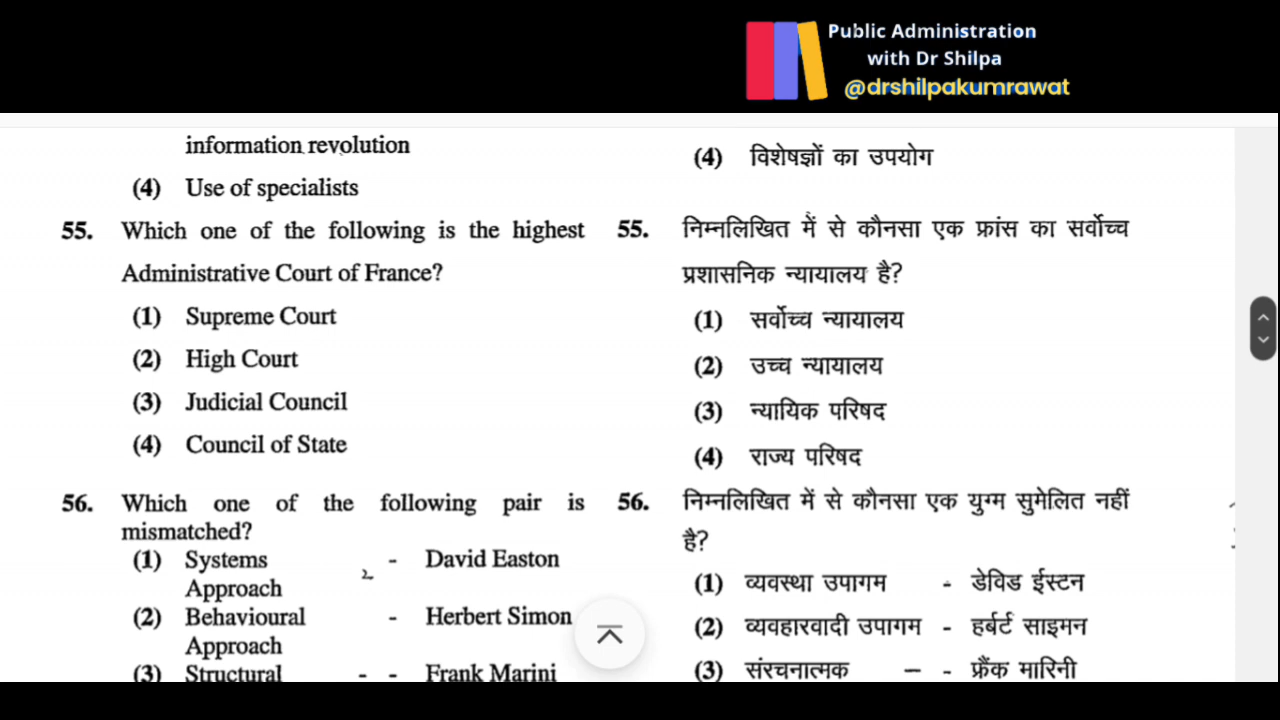 Public Administration
with Dr Shilpa
@drshilpakumrawat
information revolution
(4) Use of specialists
55. Which one of the following is the highest
Administrative Court of France?
(1) Supreme Court
(2) High Court
(3) Judicial Council
(4) Council of State
56. Which one of the following pair is
mismatched?
(1) Systems - David Easton
Approach
(2) Behavioural - Herbert Simon
Approach
(3) Structural - - Frank Marini
(4) विशेषज्ञों का उपयोग
55. निम्नलिखित में से कौनसा एक फ्रांस का सर्वोच्च
प्रशासनिक न्यायालय है?
(1) सर्वोच्च न्यायालय
(2) उच्च न्यायालय
(3) न्यायिक परिषद
(4) राज्य परिषद
56. निम्नलिखित में से कौनसा एक युग्म सुमेलित नहीं
है?
(1) व्यवस्था उपागम - डेविड ईस्टन
(2) व्यवहारवादी उपागम - हर्बर्ट साइमन
(3) संरचनात्मक – - फ्रैंक मारिनी